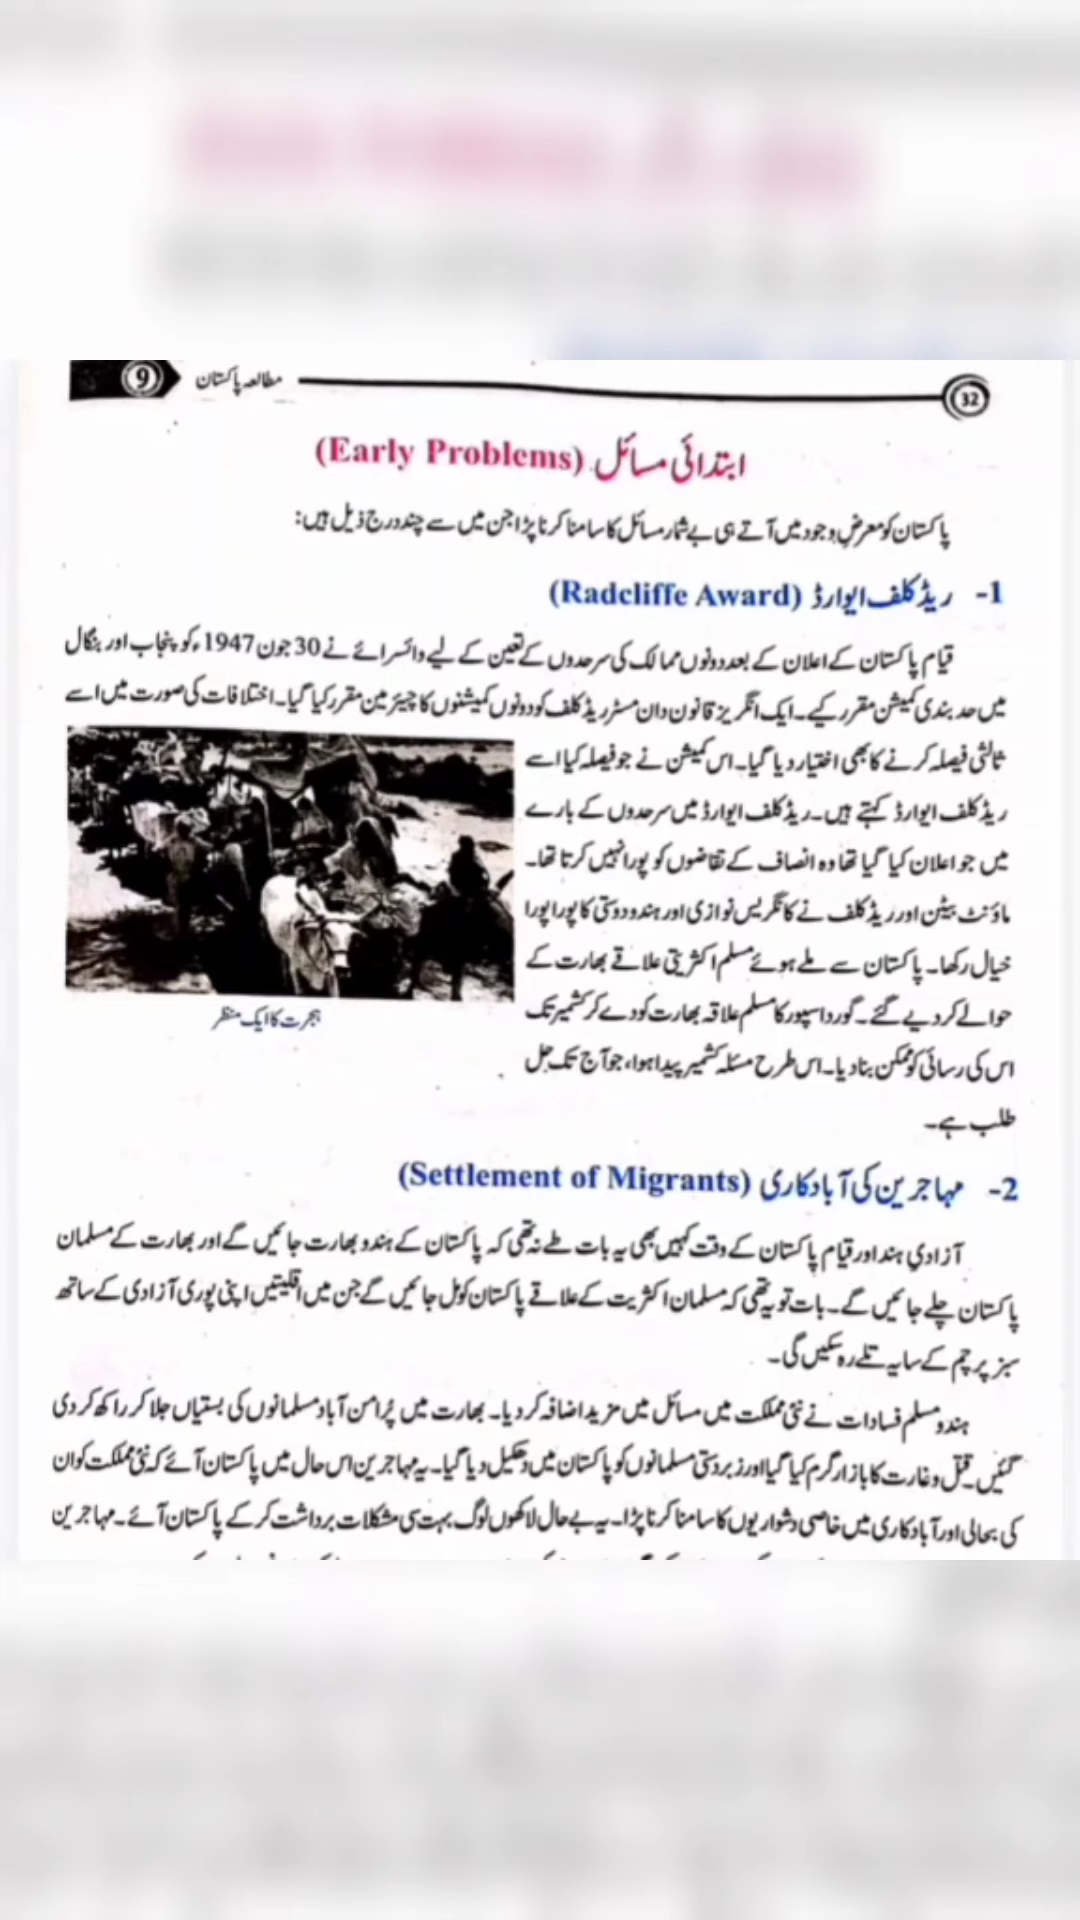 9 مطالعہ پاکستان 32
ابتدائی مسائل (Early Problems)
پاکستان کو معرضِ وجود میں آتے ہی بے شمار مسائل کا سامنا کرنا پڑا جن میں سے چند درج ذیل ہیں:
1- ریڈ کلف ایوارڈ (Radcliffe Award)
قیام پاکستان کے اعلان کے بعد دونوں ممالک کی سرحدوں کے تعین کے لیے وائسرائے نے 30 جون 1947ء کو پنجاب اور بنگال
میں حد بندی کمیشن مقرر کیے۔ ایک انگریز قانون دان مسٹر ریڈ کلف کو دونوں کمیشنوں کا چیئرمین مقرر کیا گیا۔ اختلافات کی صورت میں اسے
ثالثی فیصلہ کرنے کا بھی اختیار دیا گیا۔ اس کمیشن نے جو فیصلہ کیا اسے
ریڈ کلف ایوارڈ کہتے ہیں۔ ریڈ کلف ایوارڈ میں سرحدوں کے بارے
میں جو اعلان کیا گیا تھا وہ انصاف کے تقاضوں کو پورا نہیں کرتا تھا۔
ماؤنٹ بیٹن اور ریڈ کلف نے کانگریس نوازی اور ہندو دوستی کا پورا پورا
خیال رکھا۔ پاکستان سے ملے ہوئے مسلم اکثریتی علاقے بھارت کے
حوالے کر دیے گئے۔ گورداسپور کا مسلم علاقہ بھارت کو دے کر کشمیر تک
اس کی رسائی کو ممکن بنا دیا۔ اس طرح مسئلہ کشمیر پیدا ہوا، جو آج تک حل
طلب ہے۔
ہجرت کا ایک منظر
2- مہاجرین کی آبادکاری (Settlement of Migrants)
آزادیِ ہند اور قیام پاکستان کے وقت کہیں بھی یہ بات طے نہ تھی کہ پاکستان کے ہندو بھارت جائیں گے اور بھارت کے مسلمان
پاکستان چلے جائیں گے۔ بات تو یہ تھی کہ مسلمان اکثریت کے علاقے پاکستان کو مل جائیں گے جن میں اقلیتیں اپنی پوری آزادی کے ساتھ
سبز پرچم کے سایہ تلے رہ سکیں گی۔
ہندو مسلم فسادات نے نئی مملکت میں مسائل میں مزید اضافہ کر دیا۔ بھارت میں پُرامن آباد مسلمانوں کی بستیاں جلا کر راکھ کر دی
گئیں۔ قتل و غارت کا بازار گرم کیا گیا اور زبردستی مسلمانوں کو پاکستان میں دھکیل دیا گیا۔ یہ مہاجرین اس حال میں پاکستان آئے کہ نئی مملکت کو ان
کی بحالی اور آبادکاری میں خاصی دشواریوں کا سامنا کرنا پڑا۔ یہ بے حال لاکھوں لوگ بہت سی مشکلات برداشت کر کے پاکستان آئے۔ مہاجرین